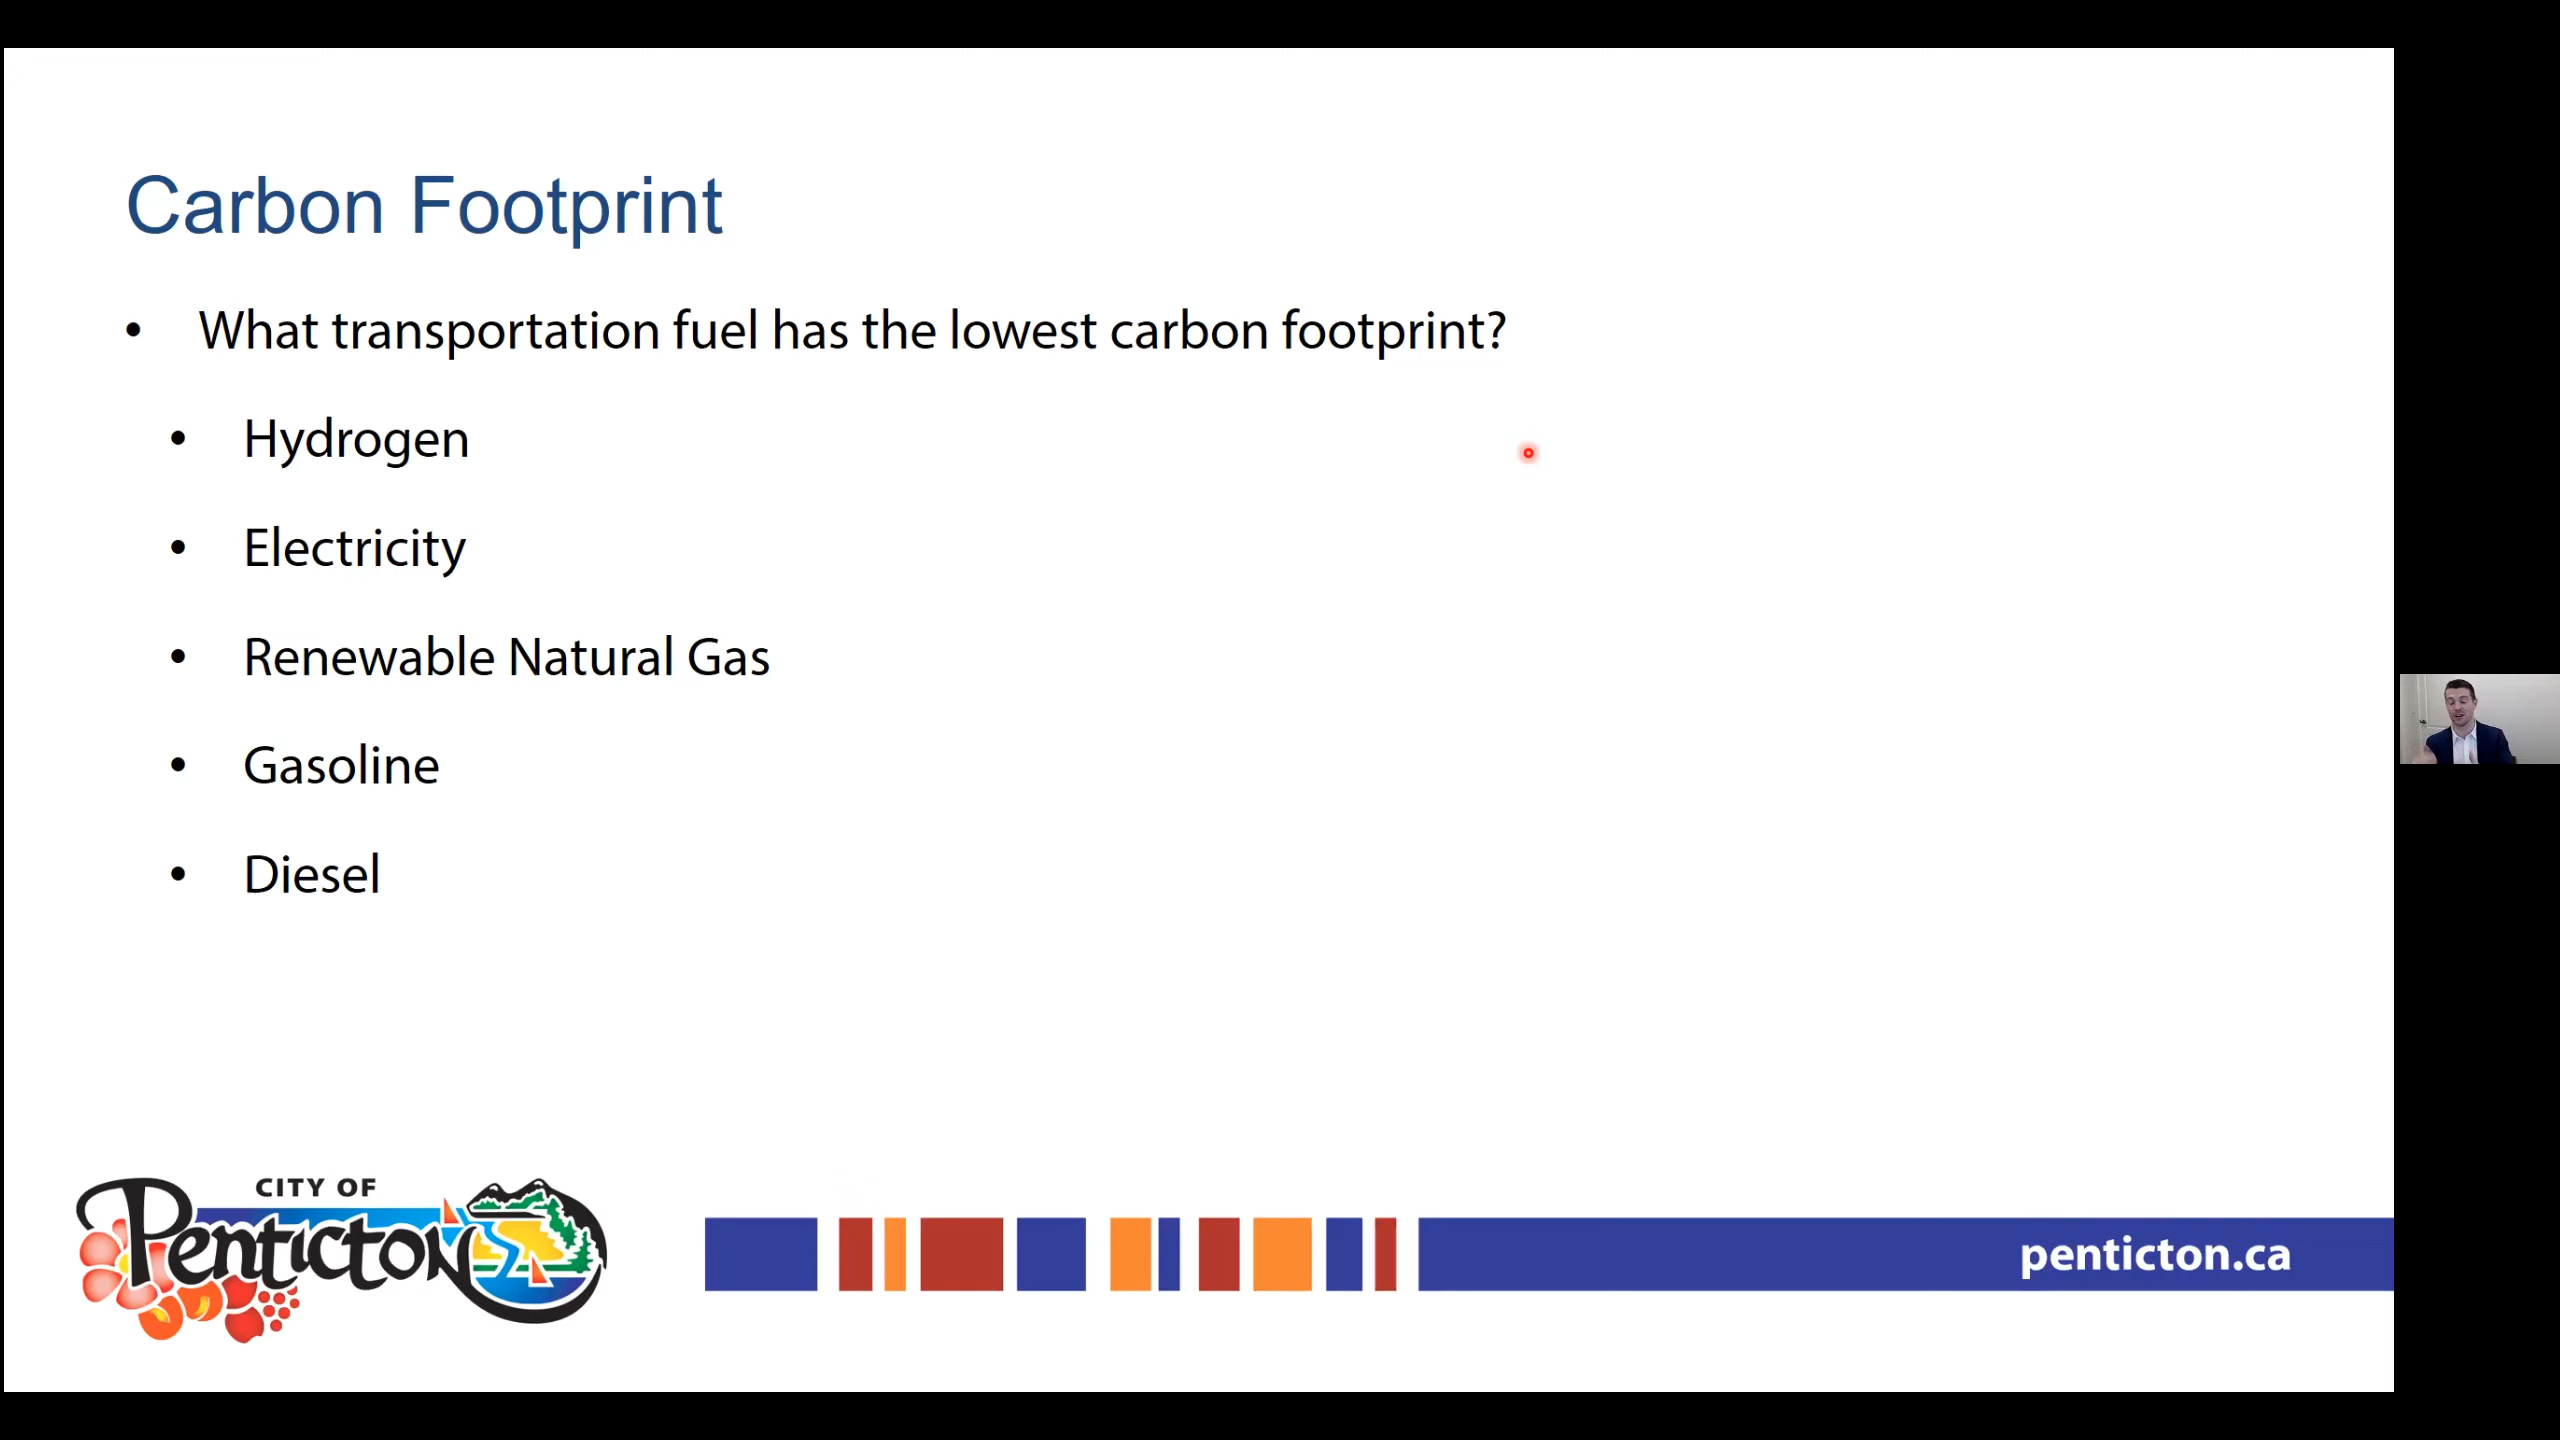 Carbon Footprint
• What transportation fuel has the lowest carbon footprint?
• Hydrogen
• Electricity
• Renewable Natural Gas
• Gasoline
• Diesel
CITY OF
Penticton
penticton.ca